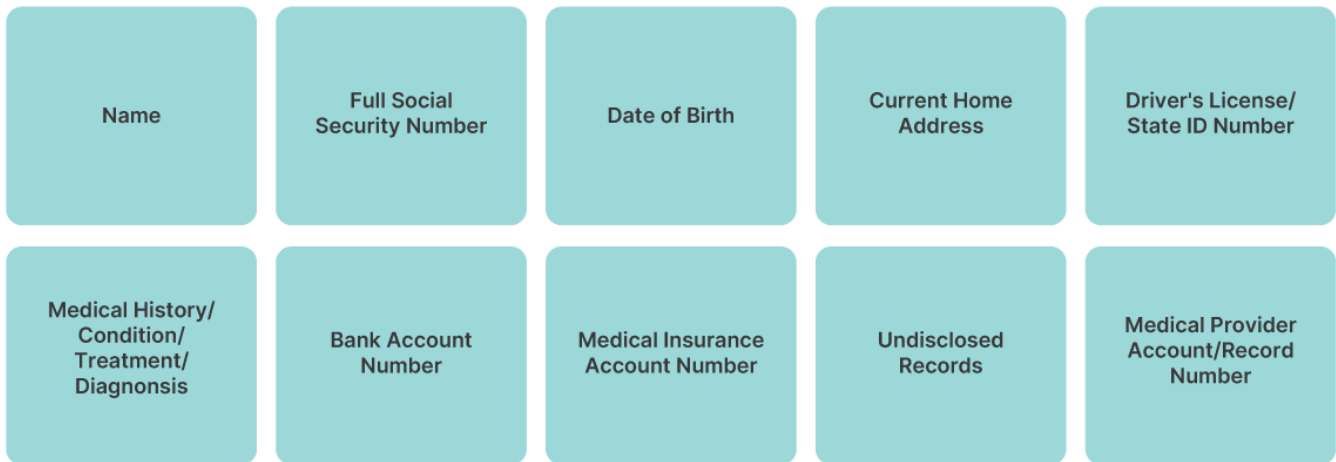 Name
Full Social
Security Number
Date of Birth
Current Home
Address
Driver's License/
State ID Number
Medical History/
Condition/
Treatment/
Diagnonsis
Bank Account
Number
Medical Insurance
Account Number
Undisclosed
Records
Medical Provider
Account/Record
Number